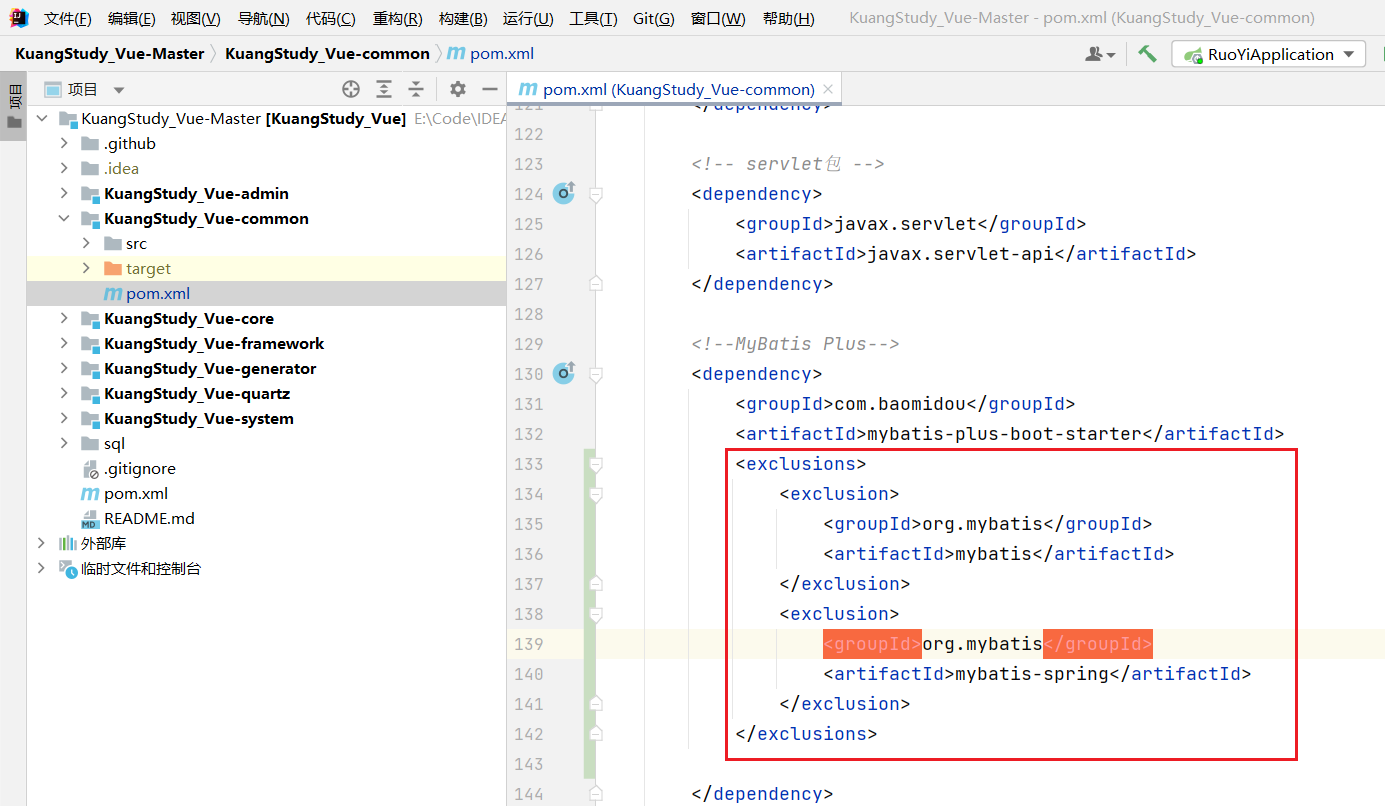 文件(F) 编辑(E) 视图(V) 导航(N) 代码(C) 重构(R) 构建(B) 运行(U) 工具(T) Git(G) 窗口(W) 帮助(H) KuangStudy_Vue-Master - pom.xml (KuangStudy_Vue-common)
KuangStudy_Vue-Master KuangStudy_Vue-common m pom.xml RuoYiApplication
项目
项目
m pom.xml (KuangStudy_Vue-common)
KuangStudy_Vue-Master [KuangStudy_Vue] E:\Code\IDEA
.github
.idea
KuangStudy_Vue-admin
KuangStudy_Vue-common
src
target
m pom.xml
KuangStudy_Vue-core
KuangStudy_Vue-framework
KuangStudy_Vue-generator
KuangStudy_Vue-quartz
KuangStudy_Vue-system
sql
.gitignore
m pom.xml
MD README.md
外部库
临时文件和控制台
121 </dependency>
122
123 <!-- servlet包 -->
124 <dependency>
125 <groupId>javax.servlet</groupId>
126 <artifactId>javax.servlet-api</artifactId>
127 </dependency>
128
129 <!--MyBatis Plus-->
130 <dependency>
131 <groupId>com.baomidou</groupId>
132 <artifactId>mybatis-plus-boot-starter</artifactId>
133 <exclusions>
134 <exclusion>
135 <groupId>org.mybatis</groupId>
136 <artifactId>mybatis</artifactId>
137 </exclusion>
138 <exclusion>
139 <groupId>org.mybatis</groupId>
140 <artifactId>mybatis-spring</artifactId>
141 </exclusion>
142 </exclusions>
143
144 </dependency>